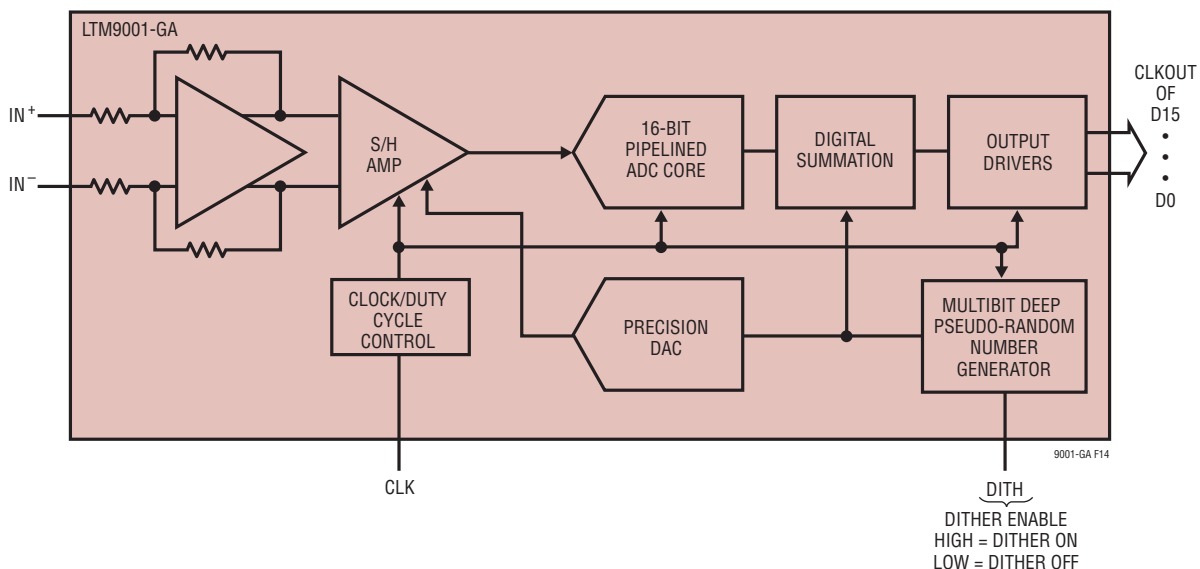 LTM9001-GA
IN+
IN−
S/H
AMP
16-BIT
PIPELINED
ADC CORE
DIGITAL
SUMMATION
OUTPUT
DRIVERS
CLKOUT
OF
D15
•
•
•
D0
CLOCK/DUTY
CYCLE
CONTROL
PRECISION
DAC
MULTIBIT DEEP
PSEUDO-RANDOM
NUMBER
GENERATOR
9001-GA F14
CLK
DITH
DITHER ENABLE
HIGH = DITHER ON
LOW = DITHER OFF